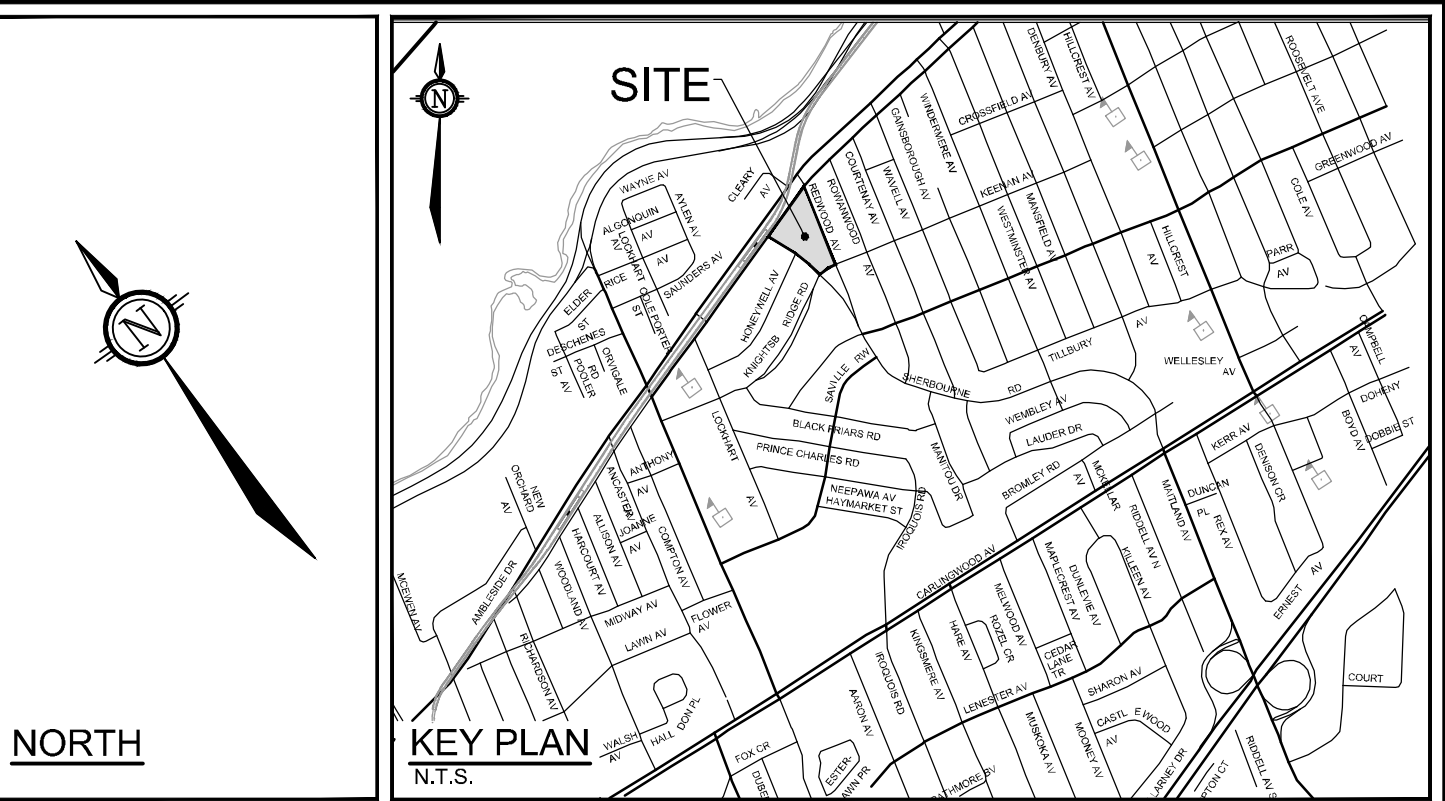 N
NORTH
N
SITE
KEY PLAN
N.T.S.
DENBURY AV
HILLCREST AV
ROOSEVELT AVE
WINDERMERE AV
CROSSFIELD AV
GAINSBOROUGH AV
GREENWOOD AV
COURTENAY AV
WAVELL AV
CLEARY
AV
WAYNE AV
REDWOOD AV
ROWANWOOD
AV
KEENAN AV
COLE AV
ALGONQUIN
AV
AYLEN AV
MANSFIELD AV
WESTMINSTER AV
LOCKHART
AV
AV
HILLCREST
AV
PARR
AV
RICE
SAUNDERS AV
ELDER
ST
COLE PORTER
ST
HONEYWELL AV
KNIGHTSB RIDGE RD
DESCHENES
ST
POOLER
AV
ORVIGALE
RD
SAVILLE RW
TILLBURY
AV
WELLESLEY
AV
CAMPBELL
AV
SHERBOURNE
RD
WEMBLEY AV
LAUDER DR
DOHENY
BOYD AV
DOBBIE ST
LOCKHART
AV
BLACK FRIARS RD
PRINCE CHARLES RD
MANITOU DR
KERR AV
DENISON CR
NEW
ORCHARD
AV
ANTHONY
AV
ANCASTER AV
NEEPAWA AV
HAYMARKET ST
IROQUOIS RD
BROMLEY RD
MCKELLAR
AV
MAITLAND AV
DUNCAN
PL
REX AV
RIDDELL AV N
ALLISON AV
JOANNE
AV
HARCOURT AV
COMPTON AV
CARLINGWOOD AV
MAPLECREST AV
DUNLEVIE AV
KILLEEN AV
ERNEST AV
MCEWEN AV
AMBLESIDE DR
WOODLAND AV
MIDWAY AV
FLOWER
AV
LAWN AV
RICHARDSON AV
IROQUOIS RD
KINGSMERE AV
HARE AV
MELWOOD AV
ROZEL CR
CEDAR
LANE
TR
LENESTER AV
SHARON AV
COURT
AARON AV
MUSKOKA AV
MOONEY AV
CASTL EWOOD
AV
WALSH
AV
HALL
DON PL
FOX CR
ESTER-
AWN PR
LARNEY DR
PTON CT
RIDDELL AV S